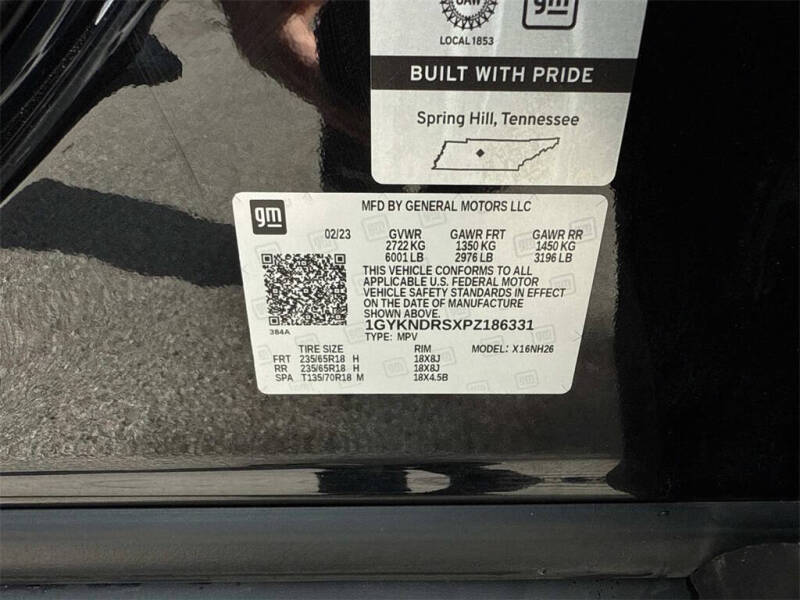 UAW
gm
LOCAL 1853
BUILT WITH PRIDE
Spring Hill, Tennessee
gm
MFD BY GENERAL MOTORS LLC
02/23 GVWR GAWR FRT GAWR RR
2722 KG 1350 KG 1450 KG
6001 LB 2976 LB 3196 LB
THIS VEHICLE CONFORMS TO ALL
APPLICABLE U.S. FEDERAL MOTOR
VEHICLE SAFETY STANDARDS IN EFFECT
ON THE DATE OF MANUFACTURE
SHOWN ABOVE.
384A
1GYKNDRSXPZ186331
TYPE: MPV
TIRE SIZE RIM MODEL: X16NH26
FRT 235/65R18 H 18X8J
RR 235/65R18 H 18X8J
SPA T135/70R18 M 18X4.5B